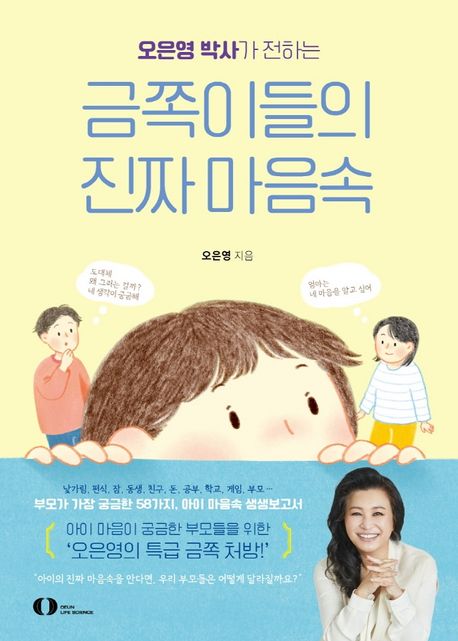 오은영 박사가 전하는
금쪽이들의
진짜 마음속
오은영 지음
도대체
왜 그러는 걸까?
네 생각이 궁금해
엄마는
네 마음을 알고 싶어
낯가림, 편식, 잠, 동생, 친구, 돈, 공부, 학교, 게임, 부모 …
부모가 가장 궁금한 58가지, 아이 마음속 생생보고서
[ 아이 마음이 궁금한 부모들을 위한
‘오은영의 특급 금쪽 처방!’ ]
“아이의 진짜 마음속을 안다면, 우리 부모들은 어떻게 달라질까요?”
OEUN
LIFE SCIENCE